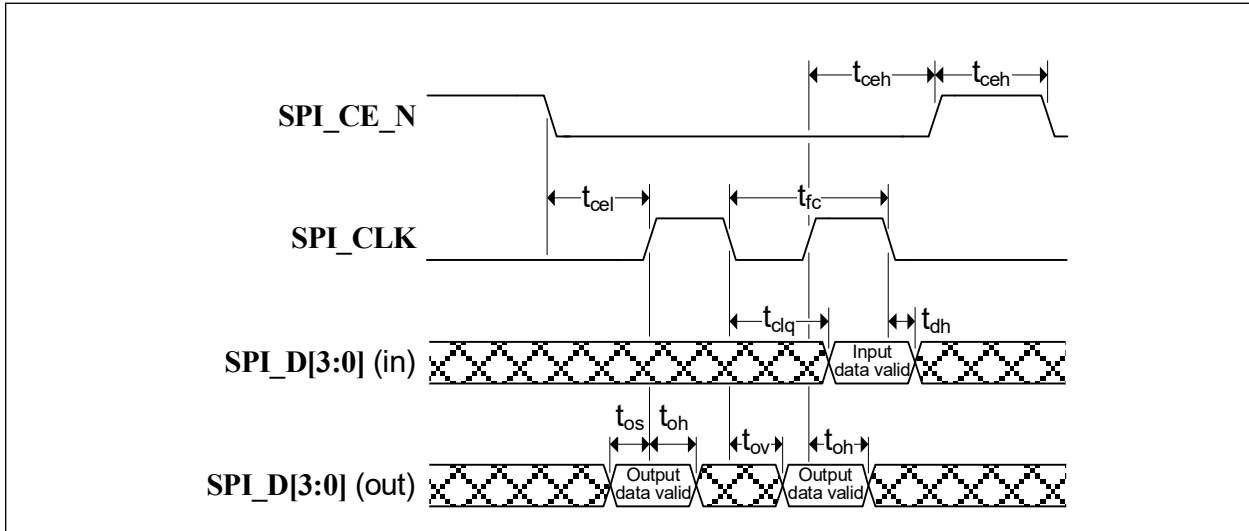 t_ceh t_ceh
SPI_CE_N
t_cel t_fc
SPI_CLK
t_clq t_dh
SPI_D[3:0] (in) Input data valid
t_os t_oh t_ov t_oh
SPI_D[3:0] (out) Output data valid Output data valid